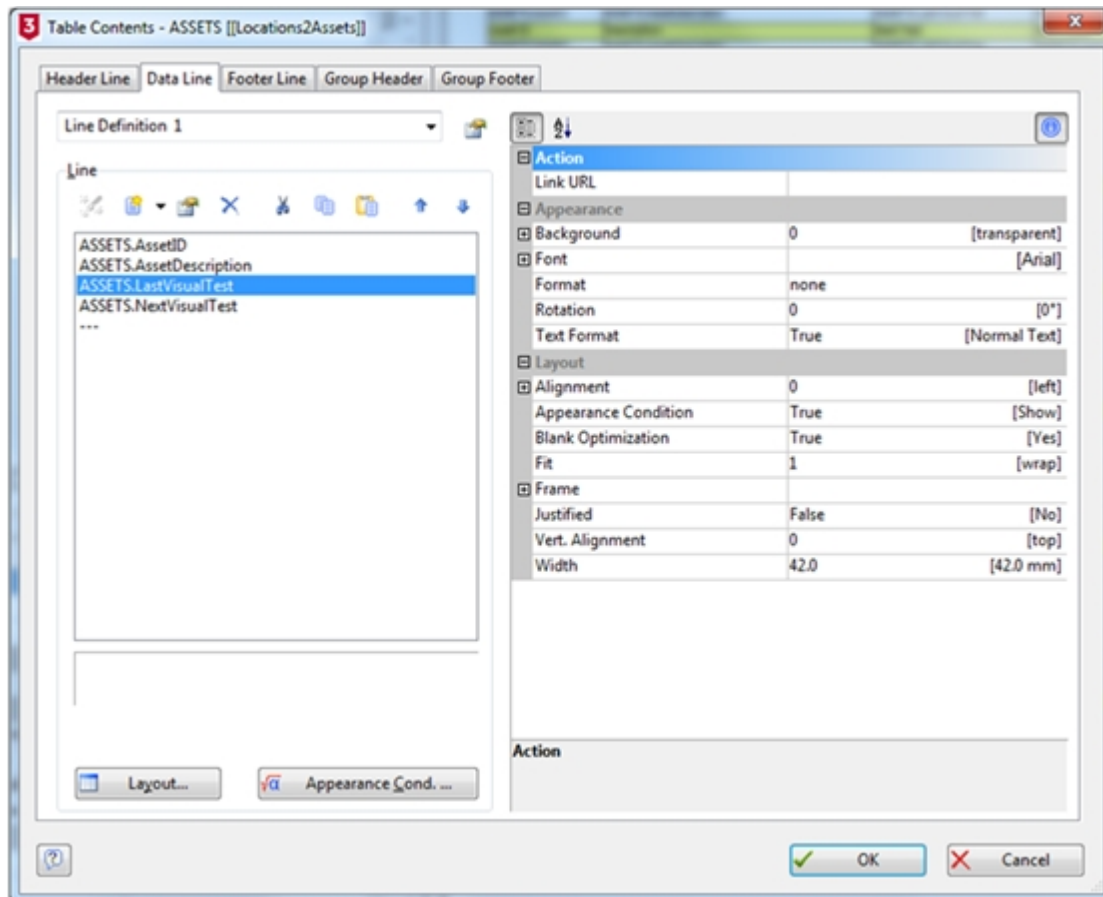 3 Table Contents - ASSETS [[Locations2Assets]]
Header Line Data Line Footer Line Group Header Group Footer
Line Definition 1
Line
ASSETS.AssetID
ASSETS.AssetDescription
ASSETS.LastVisualTest
ASSETS.NextVisualTest
---
Layout...
√α Appearance Cond. ...
Action
Link URL
Appearance
Background 0 [transparent]
Font [Arial]
Format none
Rotation 0 [0°]
Text Format True [Normal Text]
Layout
Alignment 0 [left]
Appearance Condition True [Show]
Blank Optimization True [Yes]
Fit 1 [wrap]
Frame
Justified False [No]
Vert. Alignment 0 [top]
Width 42.0 [42.0 mm]
Action
OK Cancel